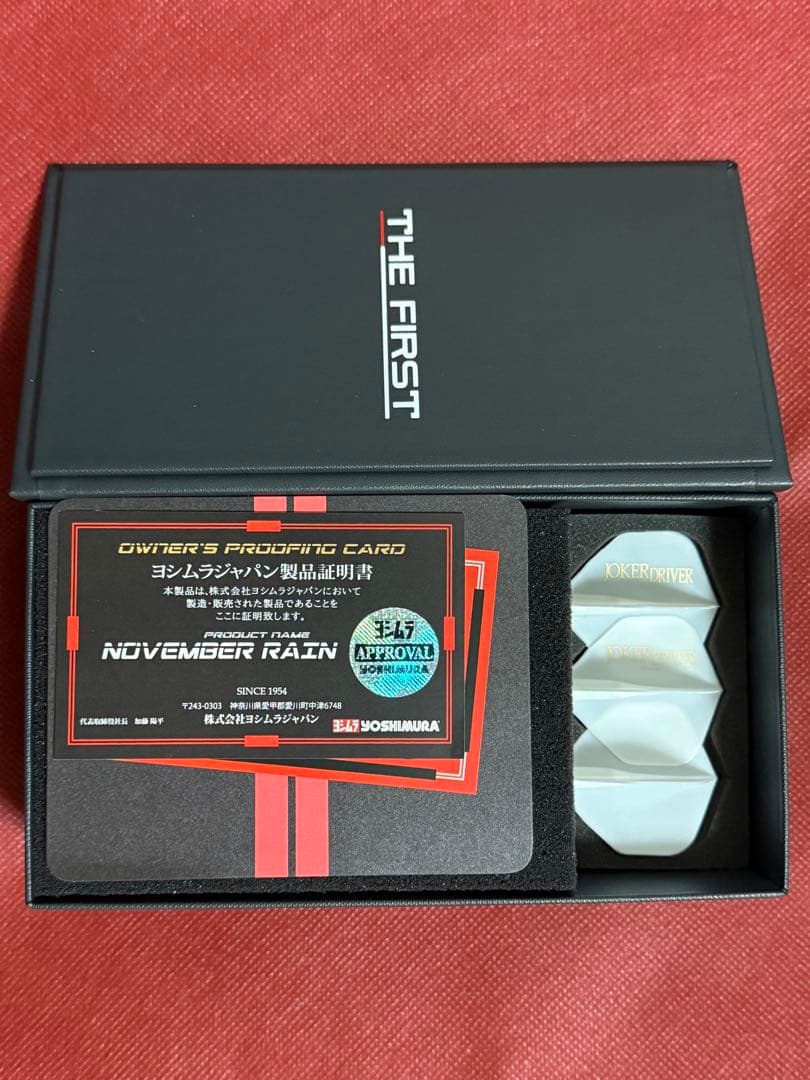 THE FIRST
OWNER'S PROOFING CARD
ヨシムラジャパン製品証明書
本製品は、株式会社ヨシムラジャパンにおいて
製造・販売された製品であることを
ここに証明致します。
PRODUCT NAME
NOVEMBER RAIN
ヨシムラ
APPROVAL
YOSHIMURA
SINCE 1954
〒243-0303 神奈川県愛甲郡愛川町中津6748
代表取締役社長 加藤 陽平
株式会社ヨシムラジャパン
ヨシムラ YOSHIMURA
JOKER DRIVER
JOKER DRIVER